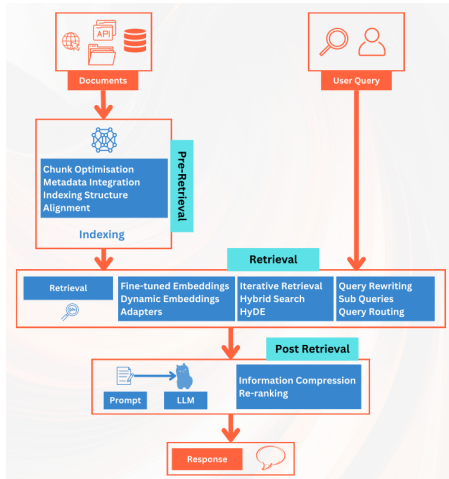 API
Documents
User Query
Chunk Optimisation
Metadata Integration
Indexing Structure
Alignment
Indexing
Pre-Retrieval
Retrieval
Retrieval
Fine-tuned Embeddings
Dynamic Embeddings
Adapters
Iterative Retrieval
Hybrid Search
HyDE
Query Rewriting
Sub Queries
Query Routing
Post Retrieval
Prompt
LLM
Information Compression
Re-ranking
Response